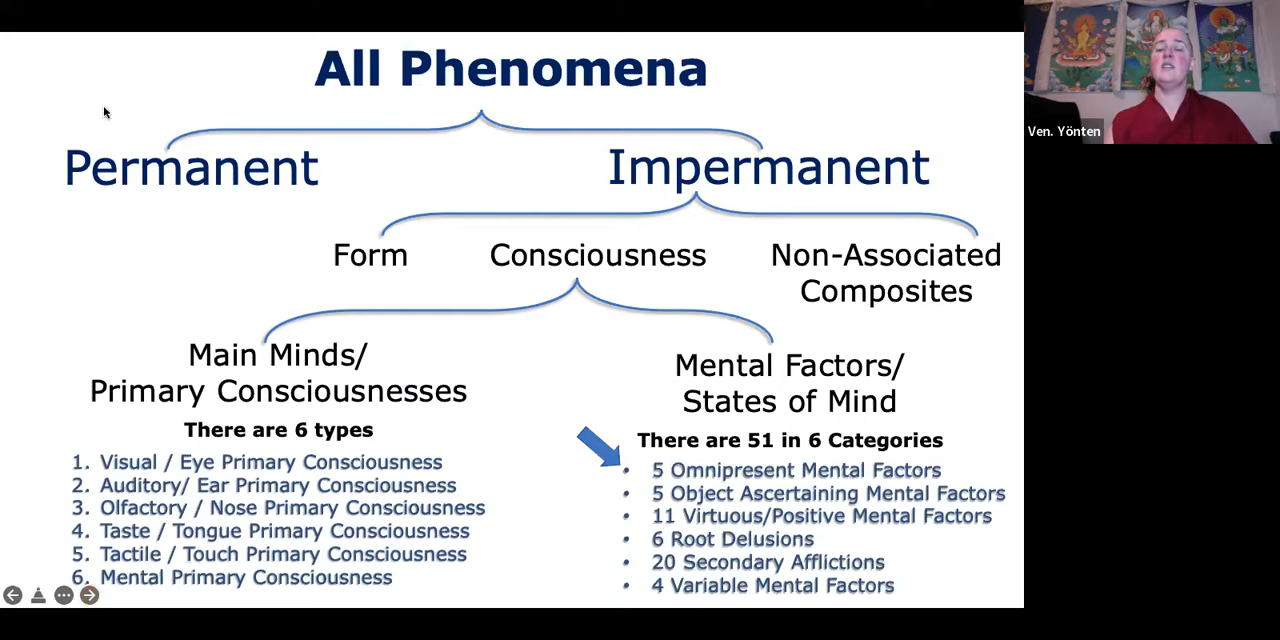 All Phenomena
Permanent
Impermanent
Form
Consciousness
Non-Associated
Composites
Main Minds/
Primary Consciousnesses
There are 6 types
1. Visual / Eye Primary Consciousness
2. Auditory/ Ear Primary Consciousness
3. Olfactory / Nose Primary Consciousness
4. Taste / Tongue Primary Consciousness
5. Tactile / Touch Primary Consciousness
6. Mental Primary Consciousness
Mental Factors/
States of Mind
There are 51 in 6 Categories
• 5 Omnipresent Mental Factors
• 5 Object Ascertaining Mental Factors
• 11 Virtuous/Positive Mental Factors
• 6 Root Delusions
• 20 Secondary Afflictions
• 4 Variable Mental Factors
Ven. Yönten